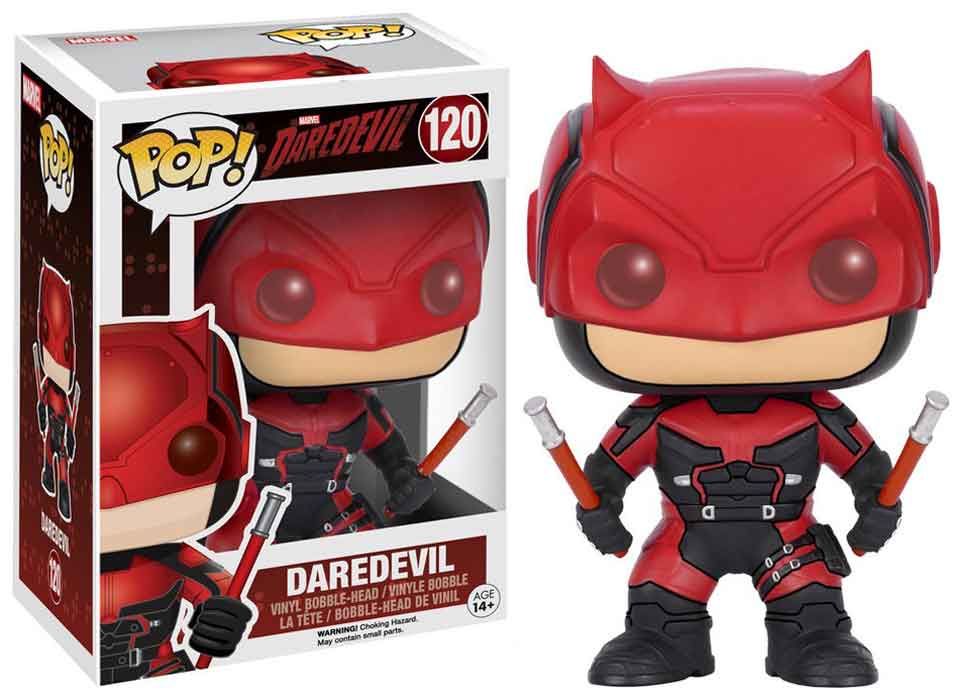 MARVEL
POP!
MARVEL
POP!
DAREDEVIL
120
POP!
MARVEL
DAREDEVIL
120
DAREDEVIL
VINYL BOBBLE-HEAD / VINYLE BOBBLE
LA TÊTE / BOBBLE-HEAD DE VINIL
WARNING! Choking Hazard.
May contain small parts.
AGE
14+